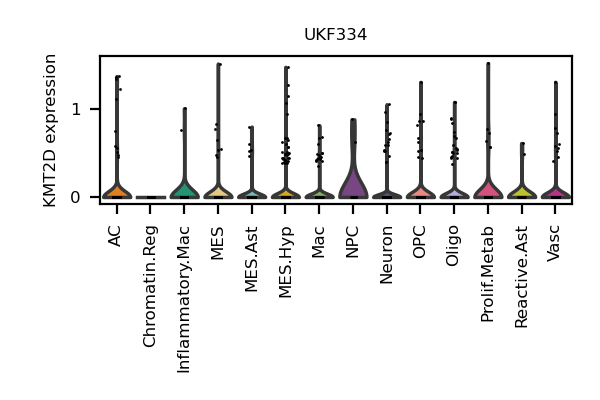 UKF334
KMT2D expression
1
0
AC
Chromatin.Reg
Inflammatory.Mac
MES
MES.Ast
MES.Hyp
Mac
NPC
Neuron
OPC
Oligo
Prolif.Metab
Reactive.Ast
Vasc